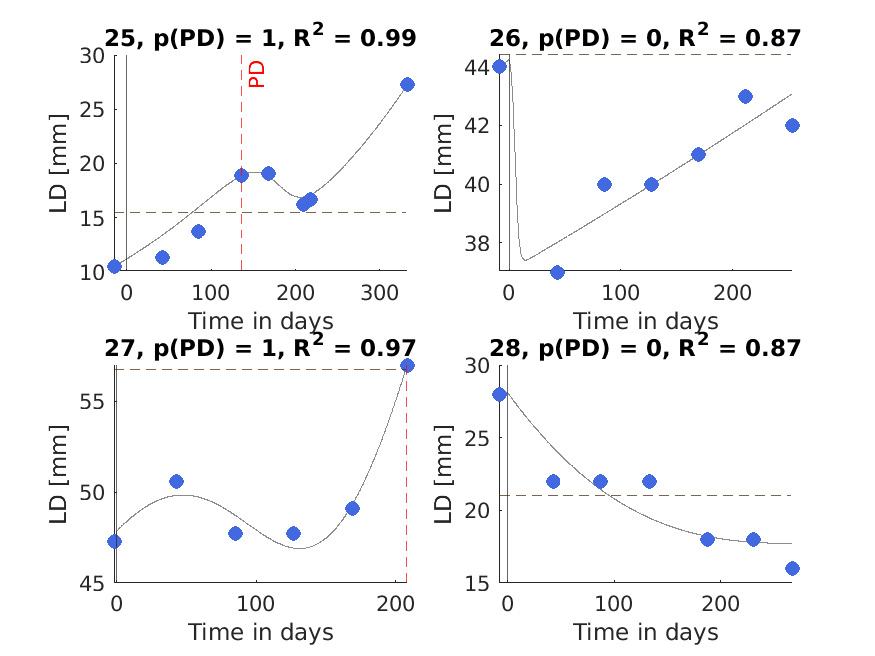 25, p(PD) = 1, R² = 0.99
30
25
20
15
10
LD [mm]
PD
0 100 200 300
Time in days
26, p(PD) = 0, R² = 0.87
44
42
40
38
LD [mm]
0 100 200
Time in days
27, p(PD) = 1, R² = 0.97
55
50
45
LD [mm]
0 100 200
Time in days
28, p(PD) = 0, R² = 0.87
30
25
20
15
LD [mm]
0 100 200
Time in days